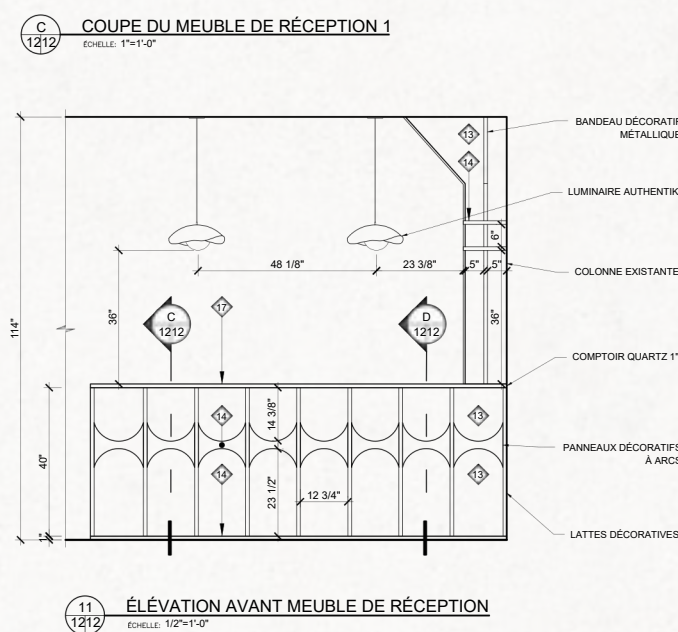 C
1212
COUPE DU MEUBLE DE RÉCEPTION 1
ÉCHELLE: 1"=1'-0"
BANDEAU DÉCORATIF
MÉTALLIQUE
13
14
LUMINAIRE AUTHENTIK
6"
48 1/8"
23 3/8"
5"
5"
COLONNE EXISTANTE
36"
36"
114"
C
1212
17
D
1212
COMPTOIR QUARTZ 1"
14
14 3/8"
13
PANNEAUX DÉCORATIFS
À ARCS
40"
14
23 1/2"
12 3/4"
13
LATTES DÉCORATIVES
1"
11
1212
ÉLÉVATION AVANT MEUBLE DE RÉCEPTION
ÉCHELLE: 1/2"=1'-0"